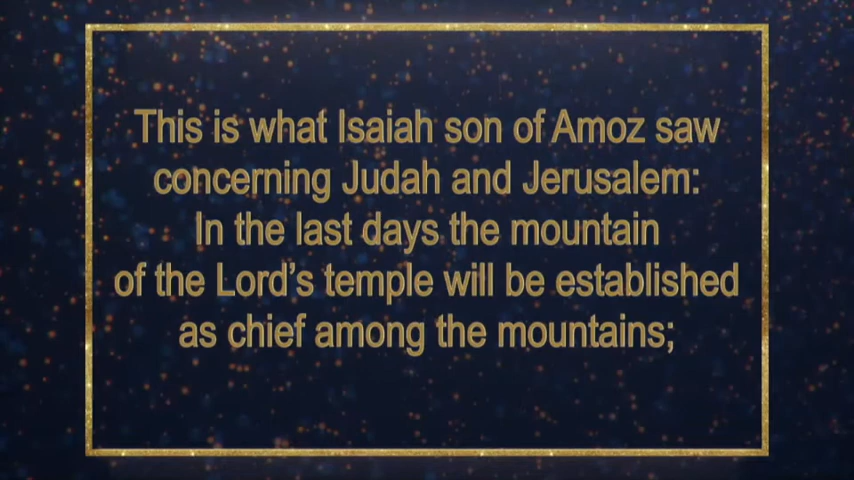 This is what Isaiah son of Amoz saw
concerning Judah and Jerusalem:
In the last days the mountain
of the Lord’s temple will be established
as chief among the mountains;